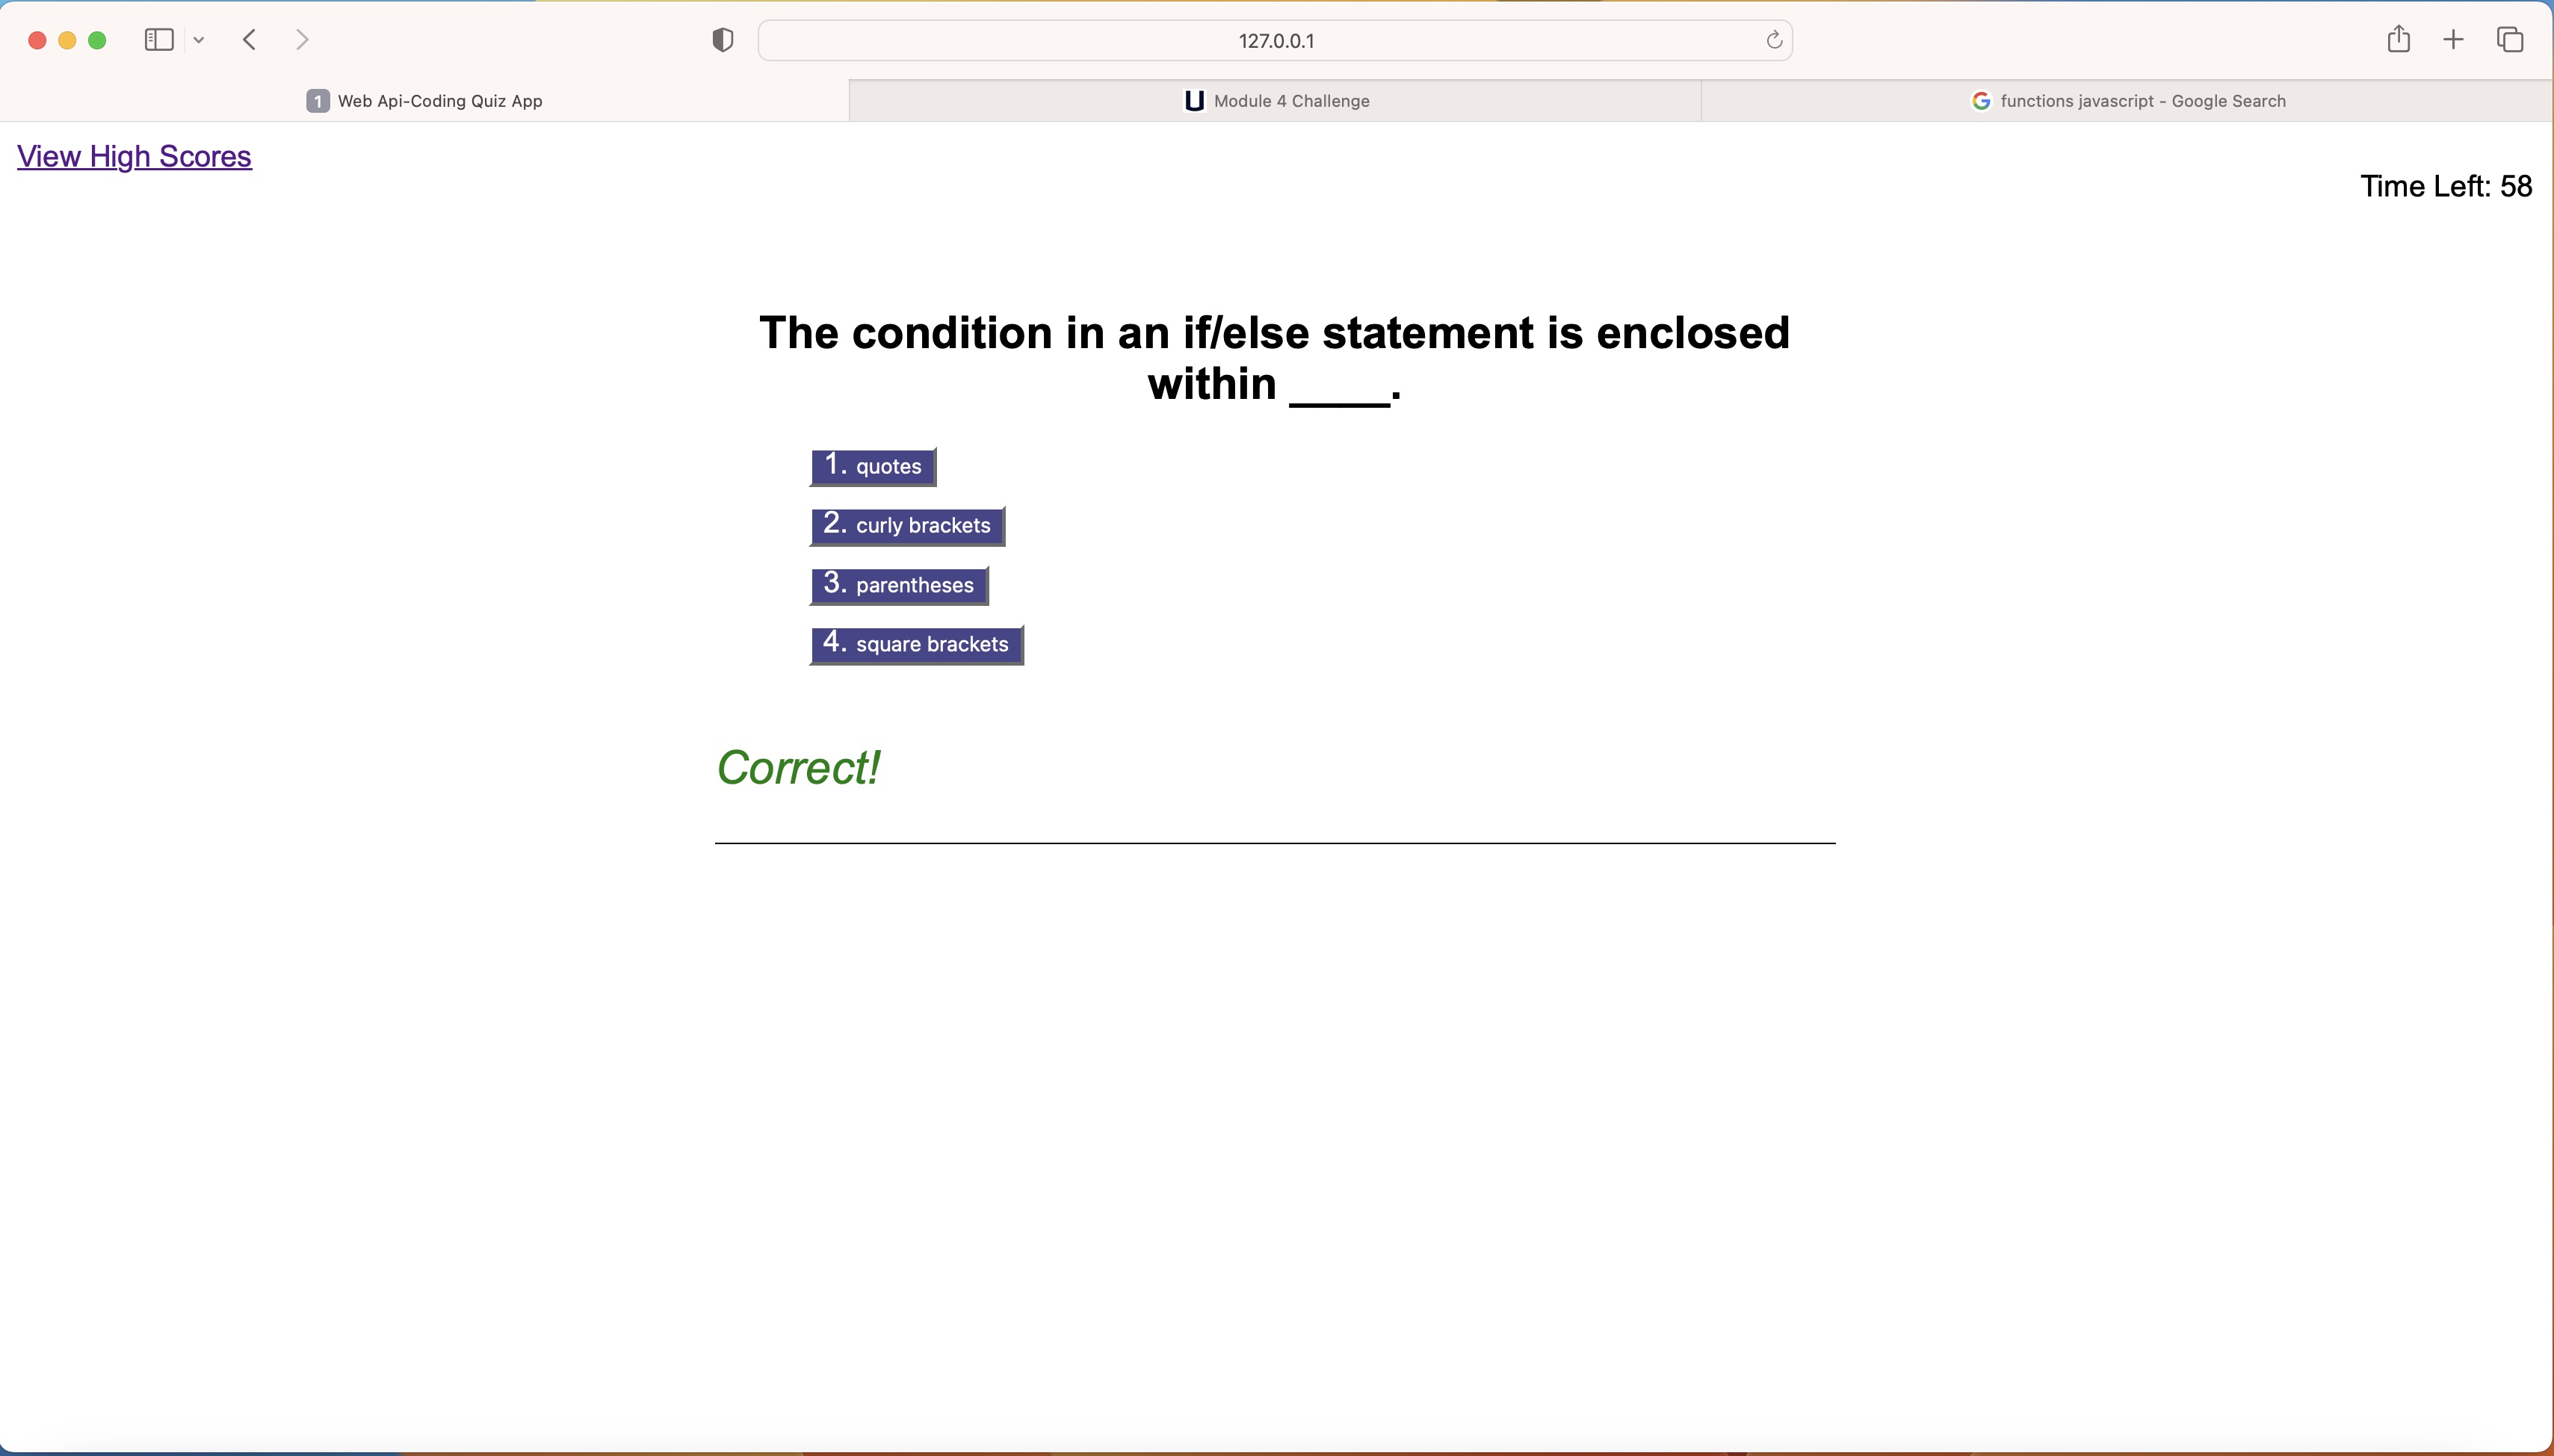 127.0.0.1
1 Web Api-Coding Quiz App
U Module 4 Challenge
G functions javascript - Google Search
View High Scores
Time Left: 58
The condition in an if/else statement is enclosed
within ____.
1. quotes
2. curly brackets
3. parentheses
4. square brackets
Correct!